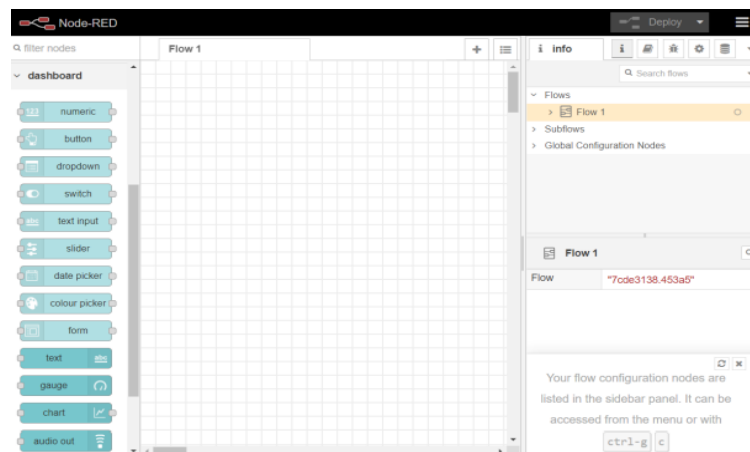 Node-RED
Deploy
filter nodes
Flow 1
i info
i
Search flows
dashboard
Flows
Flow 1
Subflows
Global Configuration Nodes
123 numeric
button
dropdown
switch
abc text input
slider
date picker
colour picker
form
text abc
gauge
chart
audio out
Flow 1
Flow "7cde3138.453a5"
Your flow configuration nodes are
listed in the sidebar panel. It can be
accessed from the menu or with
ctrl-g c